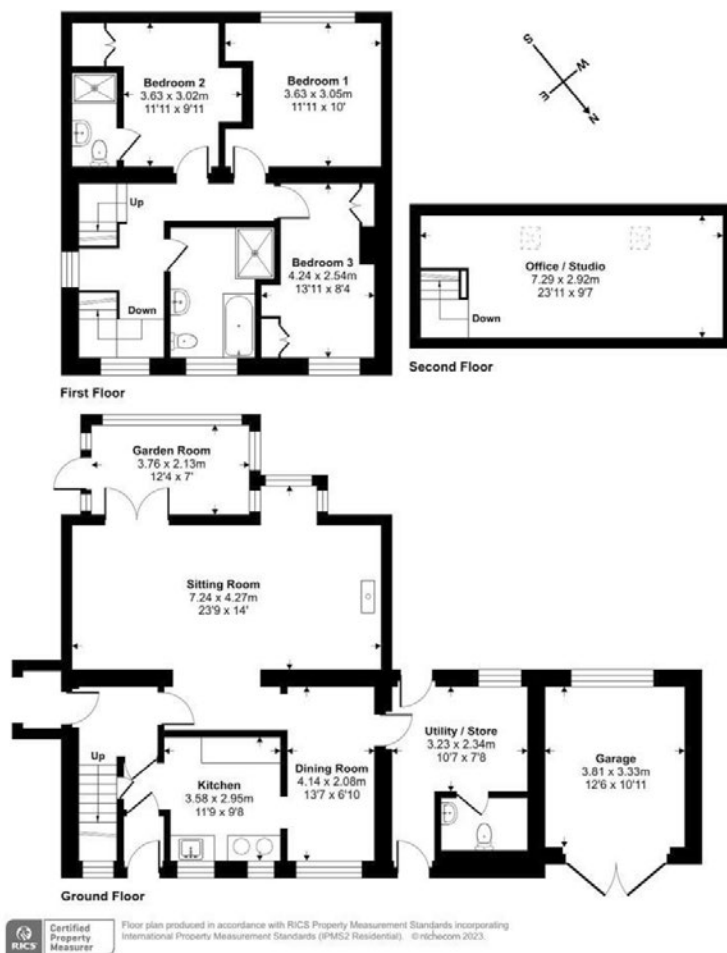 Bedroom 2
3.63 x 3.02m
11'11 x 9'11
Bedroom 1
3.63 x 3.05m
11'11 x 10'
S
W
E
N
Up
Bedroom 3
4.24 x 2.54m
13'11 x 8'4
Down
First Floor
Office / Studio
7.29 x 2.92m
23'11 x 9'7
Down
Second Floor
Garden Room
3.76 x 2.13m
12'4 x 7'
Sitting Room
7.24 x 4.27m
23'9 x 14'
Up
Kitchen
3.58 x 2.95m
11'9 x 9'8
Dining Room
4.14 x 2.08m
13'7 x 6'10
Utility / Store
3.23 x 2.34m
10'7 x 7'8
Garage
3.81 x 3.33m
12'6 x 10'11
Ground Floor
RICS
Certified
Property
Measurer
Floor plan produced in accordance with RICS Property Measurement Standards incorporating
International Property Measurement Standards (IPMS2 Residential). © nichecom 2023.